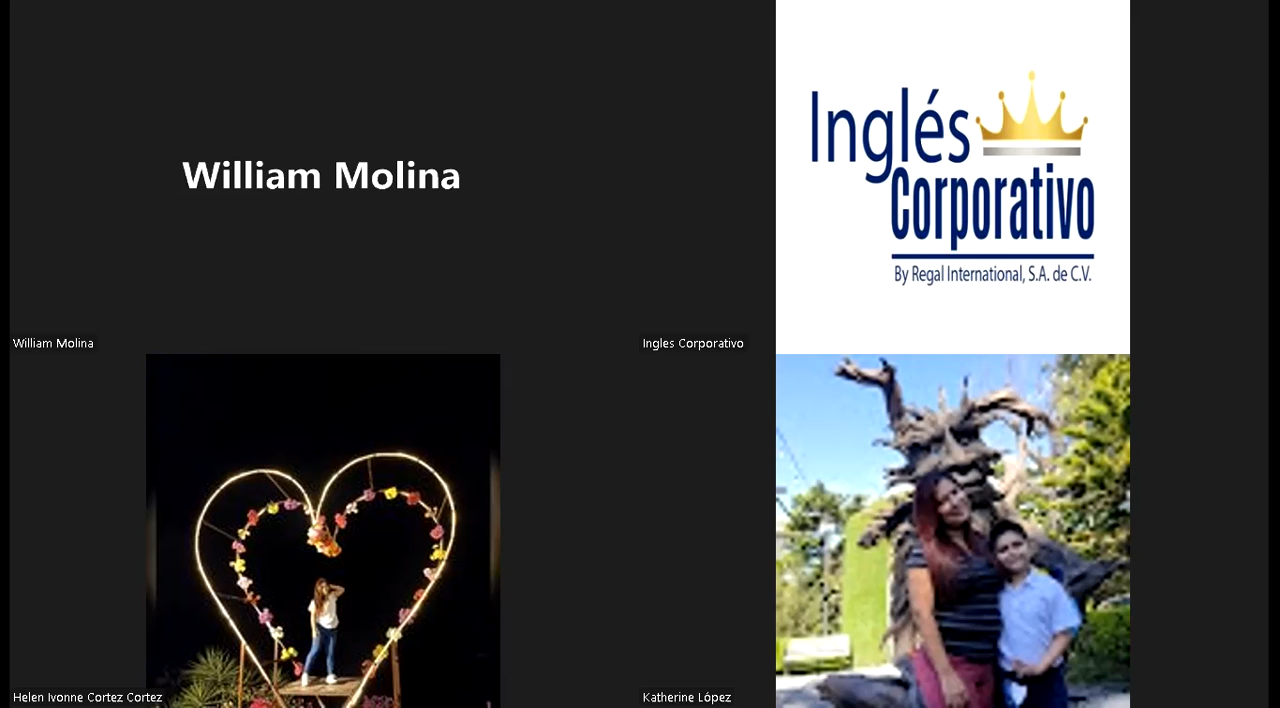 William Molina
Inglés
Corporativo
By Regal International, S.A. de C.V.
William Molina
Ingles Corporativo
Helen Ivonne Cortez Cortez
Katherine López